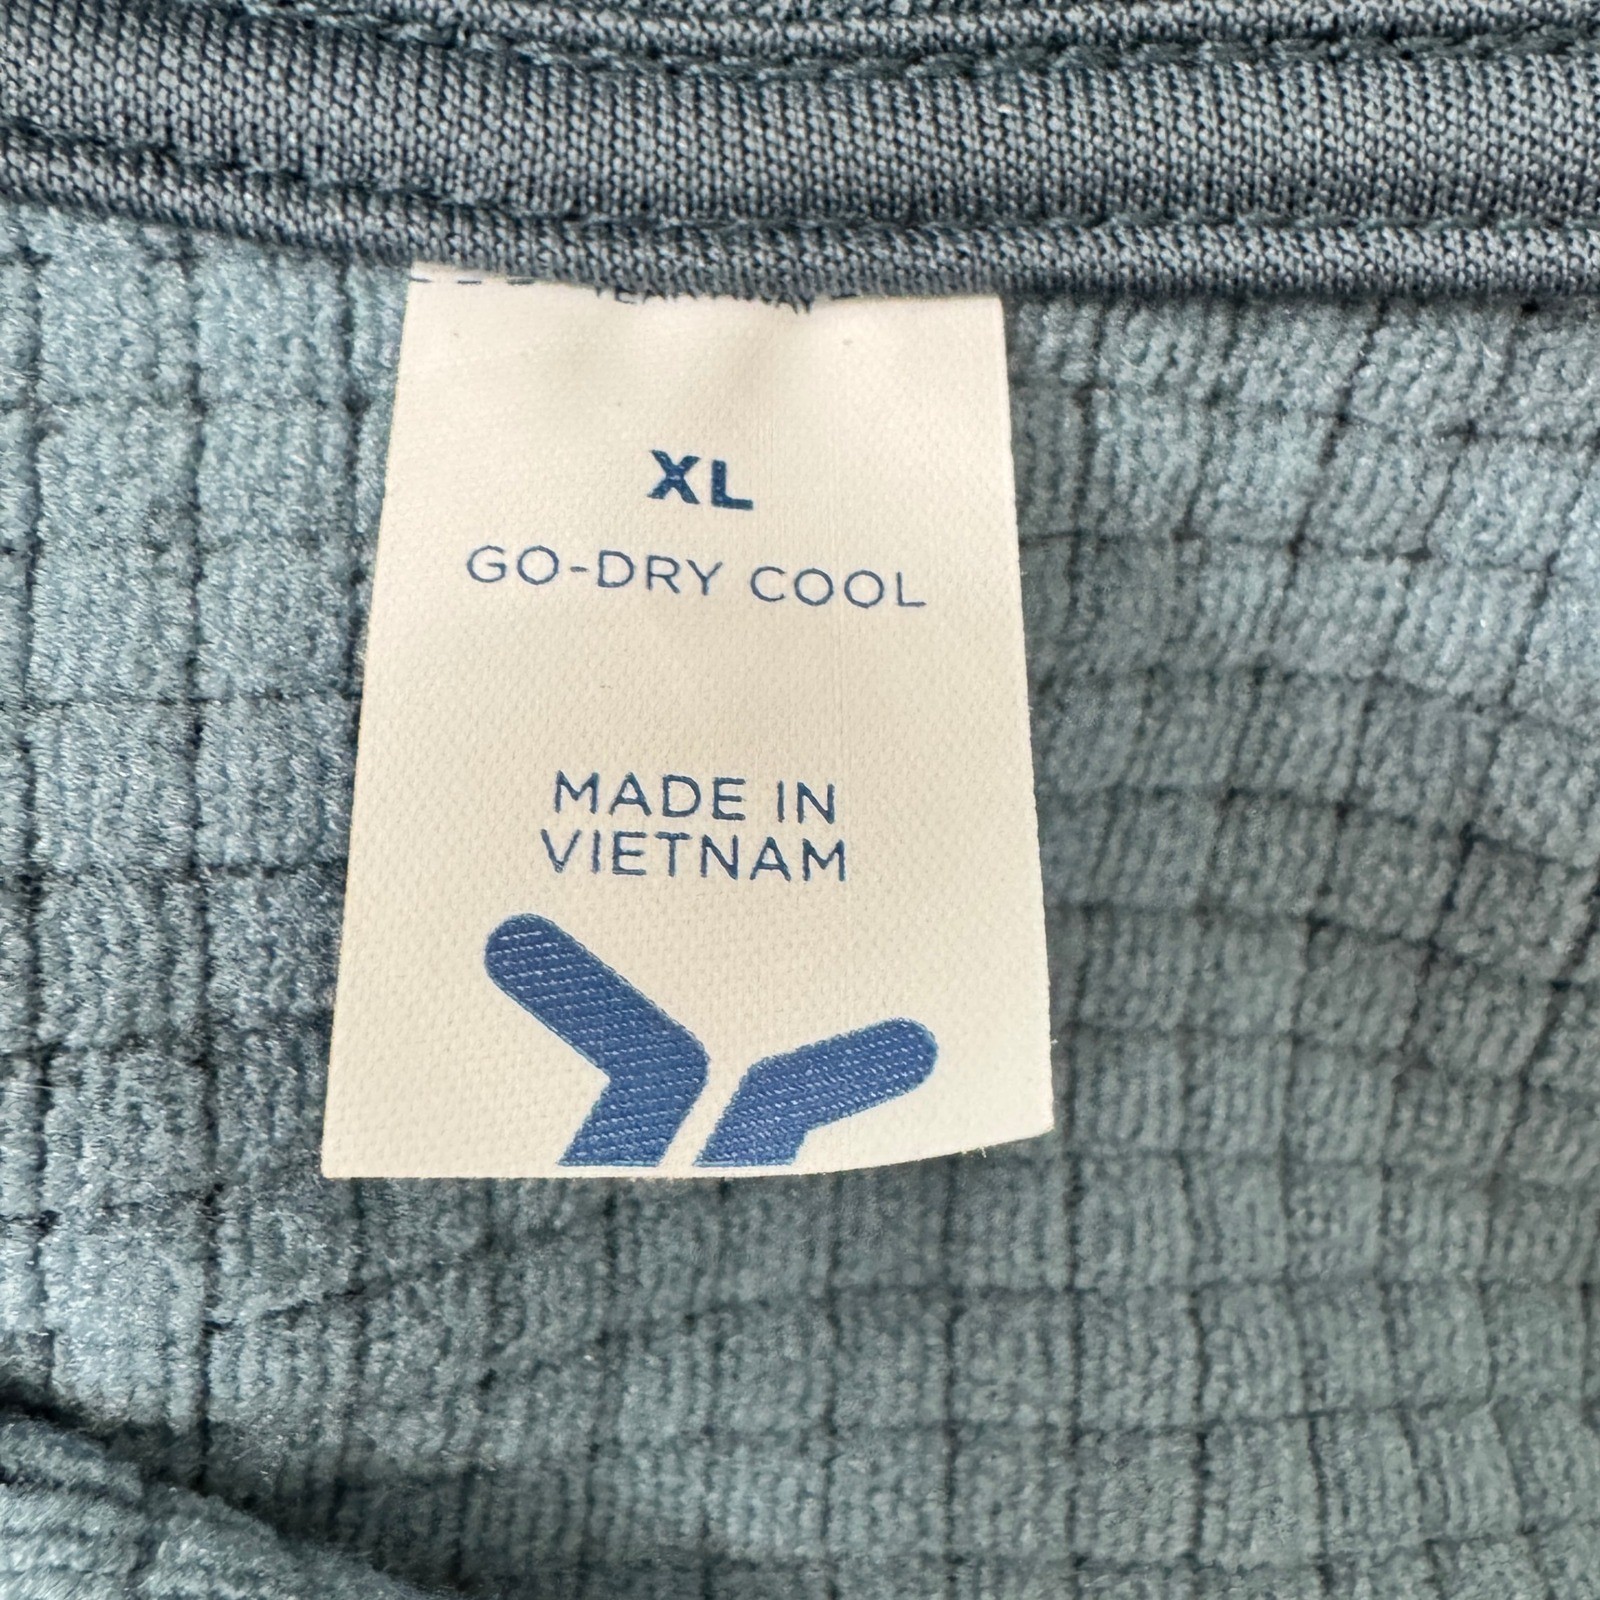 XL
GO-DRY COOL
MADE IN
VIETNAM